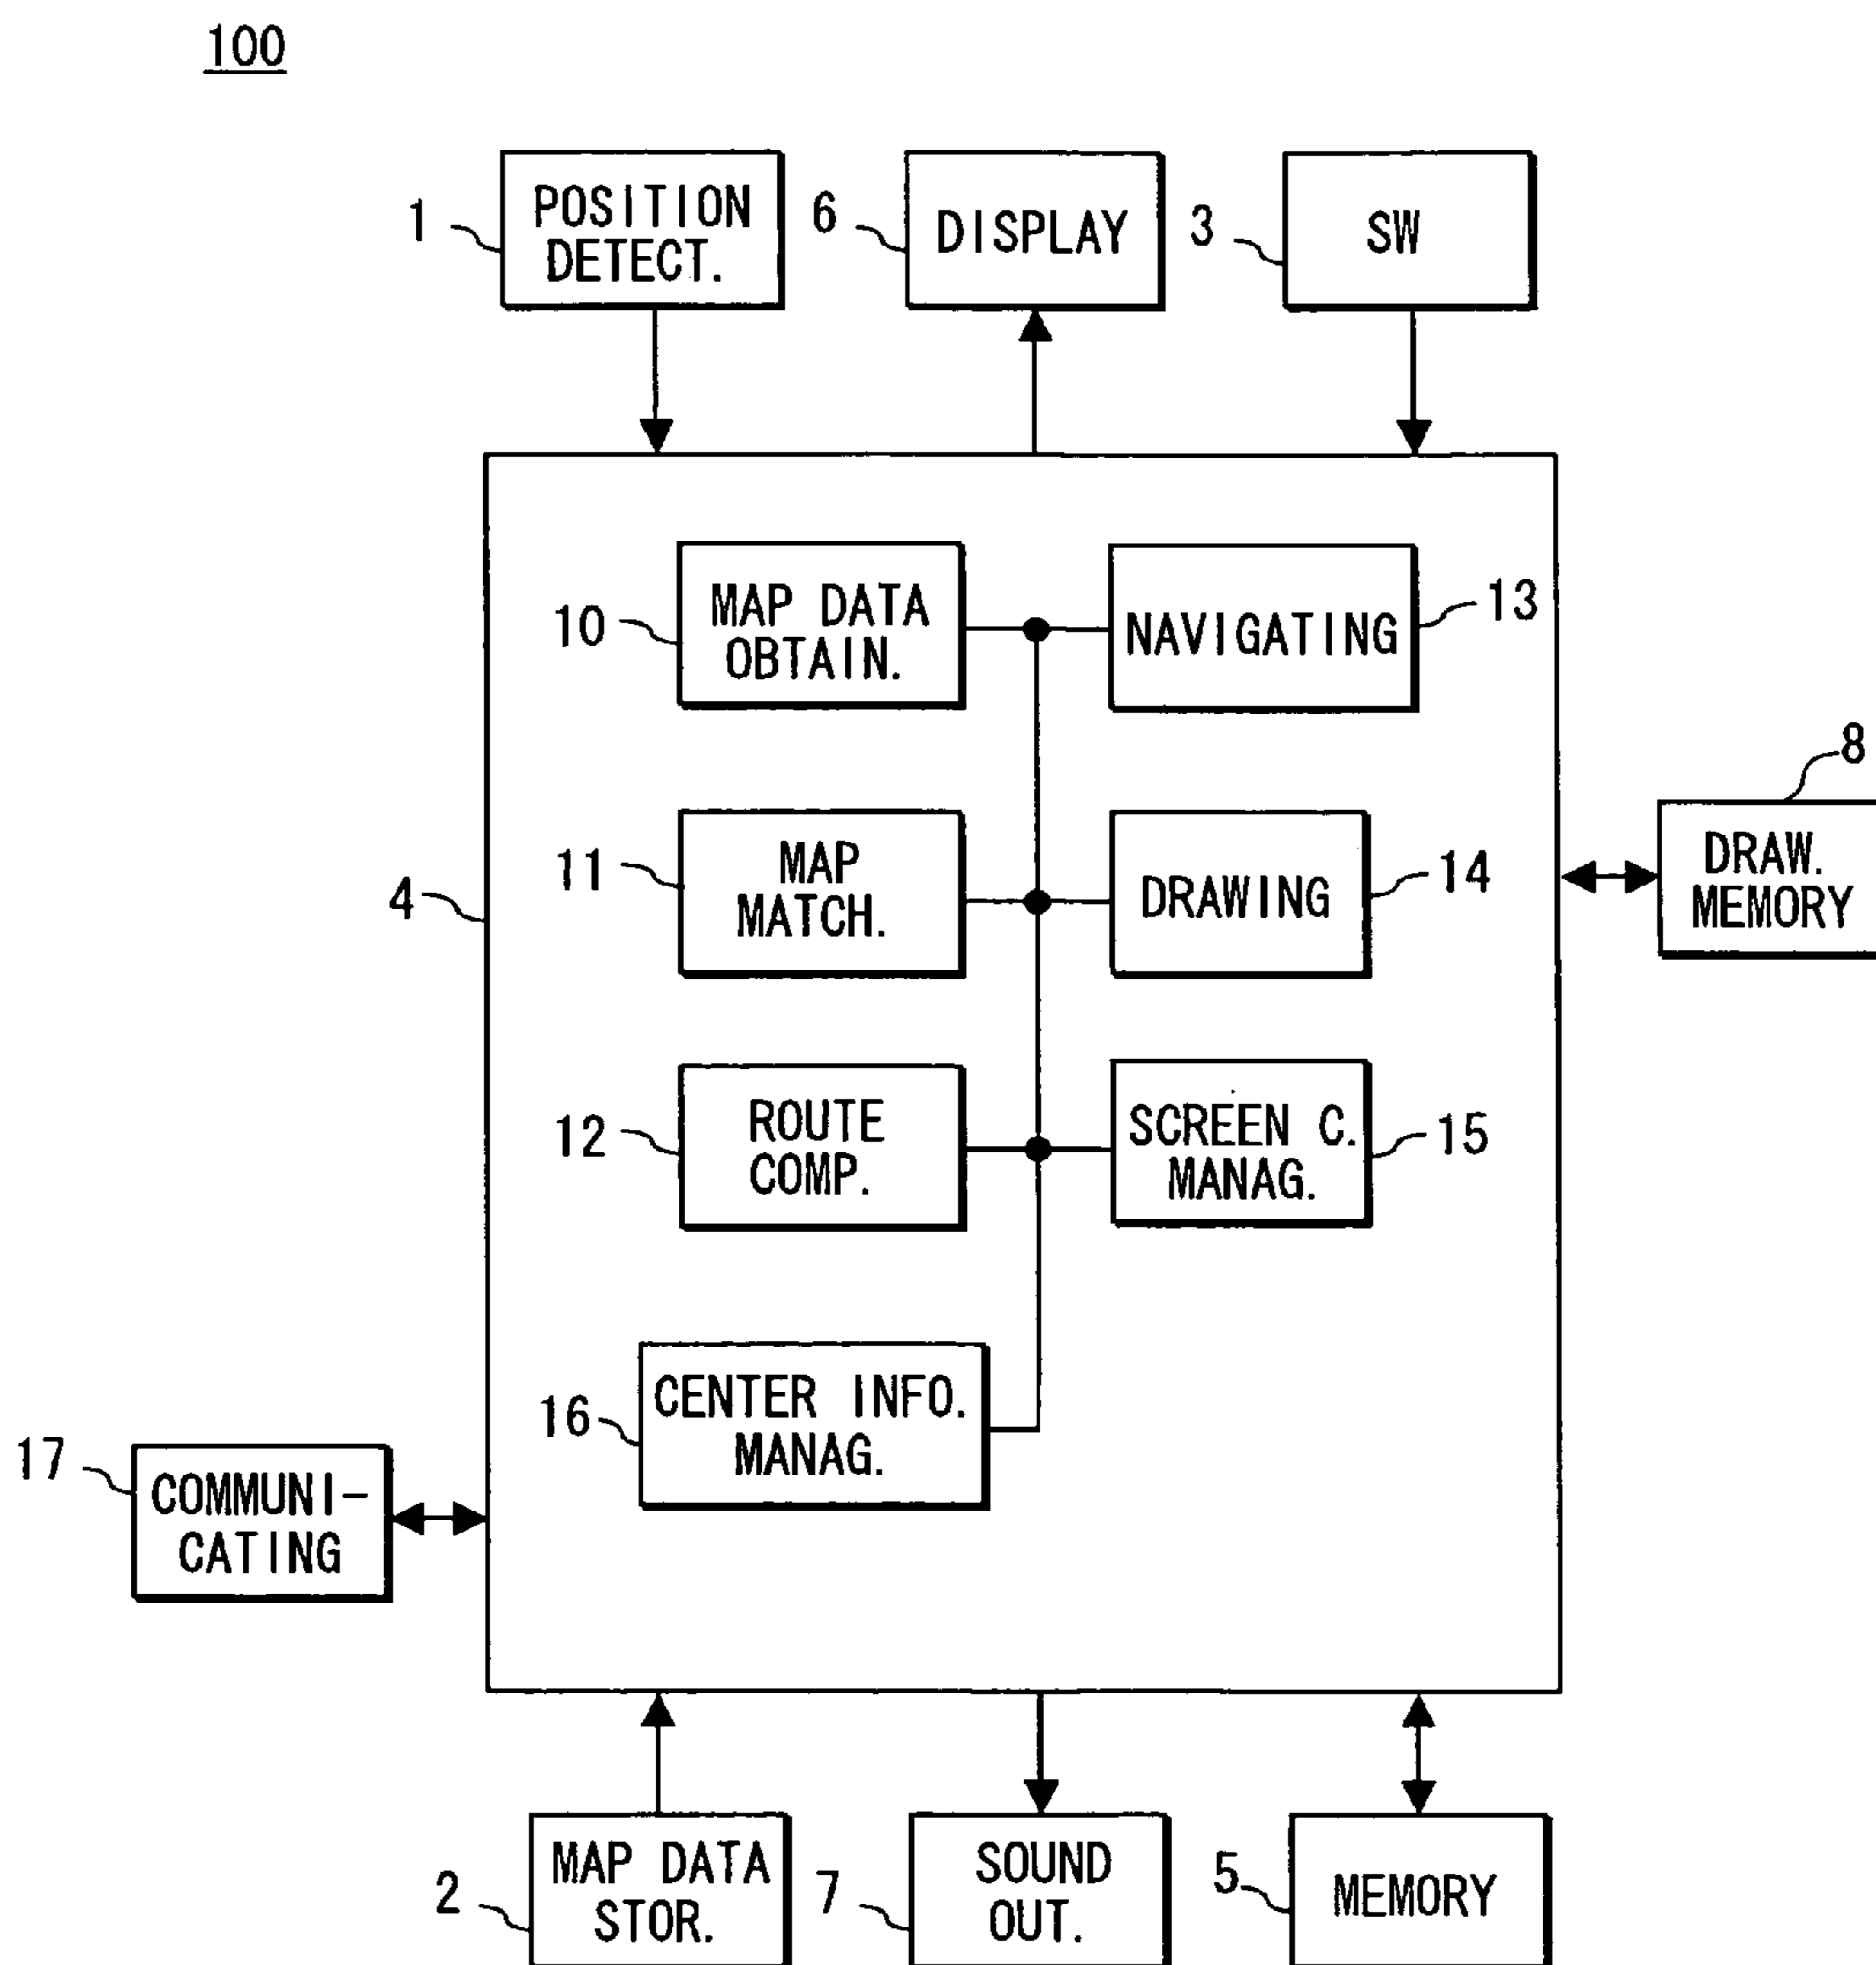 100
1
POSITION
DETECT.
6
DISPLAY
3
SW
10
MAP DATA
OBTAIN.
NAVIGATING
13
8
DRAW.
MEMORY
4
11
MAP
MATCH.
DRAWING
14
12
ROUTE
COMP.
SCREEN C.
MANAG.
15
16
CENTER INFO.
MANAG.
17
COMMUNI-
CATING
2
MAP DATA
STOR.
7
SOUND
OUT.
5
MEMORY